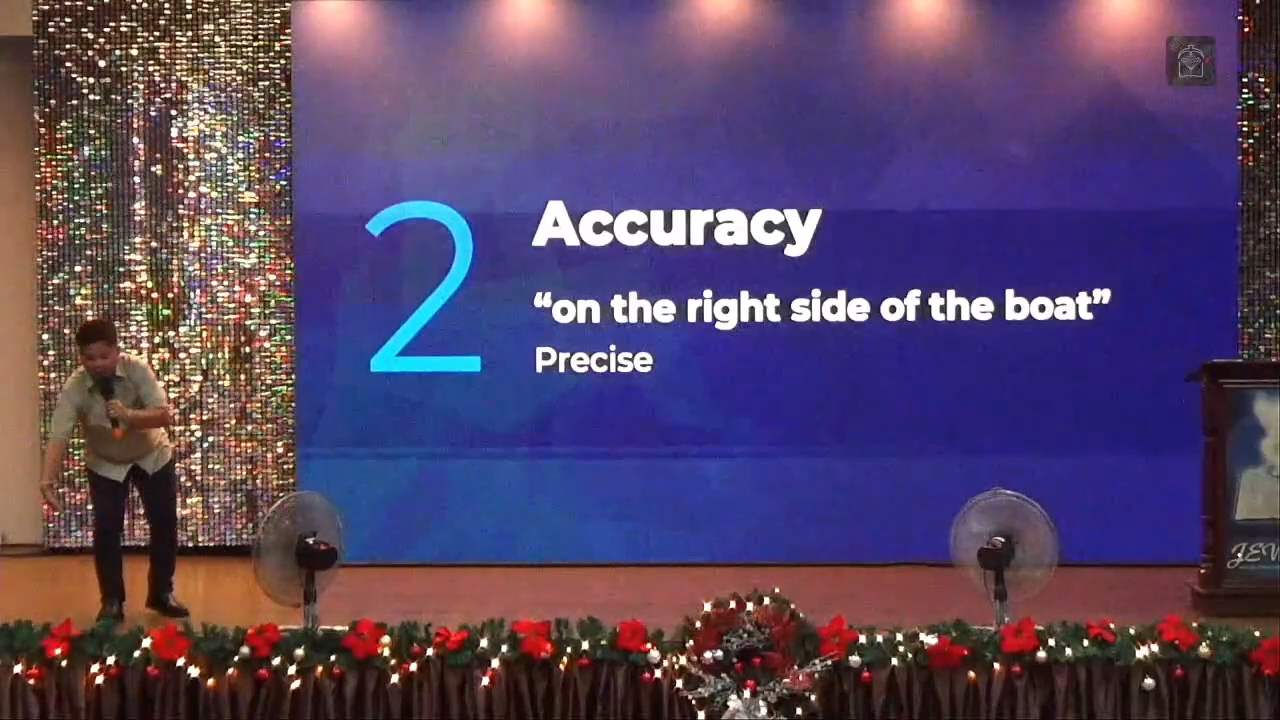 2
Accuracy
“on the right side of the boat”
Precise